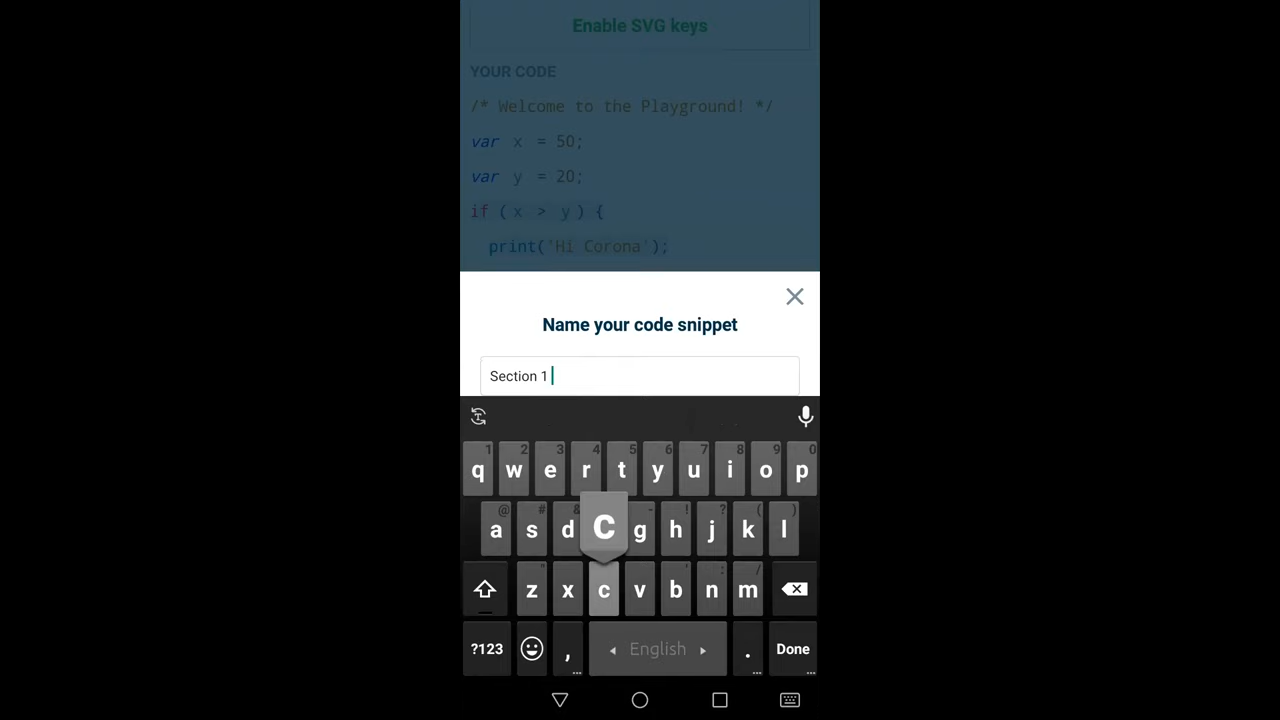 Enable SVG keys
YOUR CODE
/* Welcome to the Playground! */
var x = 50;
var y = 20;
if ( x > y ) {
print('Hi Corona');
Name your code snippet
Section 1
1 2 3 4 5 6 7 8 9 0
q w e r t y u i o p
@ # & - ! ? ( )
a s d c g h j k l
" ' : /
z x c v b n m
?123 , English . Done